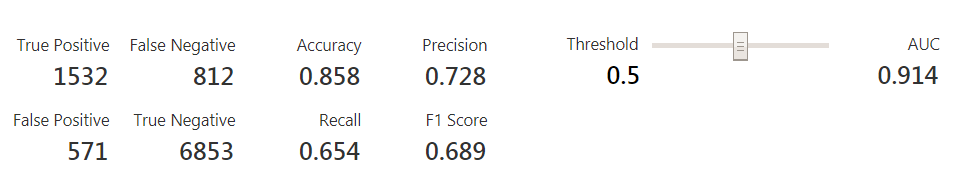 True Positive False Negative Accuracy Precision Threshold AUC
1532 812 0.858 0.728 0.5 0.914
False Positive True Negative Recall F1 Score
571 6853 0.654 0.689